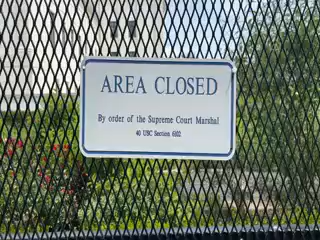 AREA CLOSED
By order of the Supreme Court Marshal
40 USC Section 6102